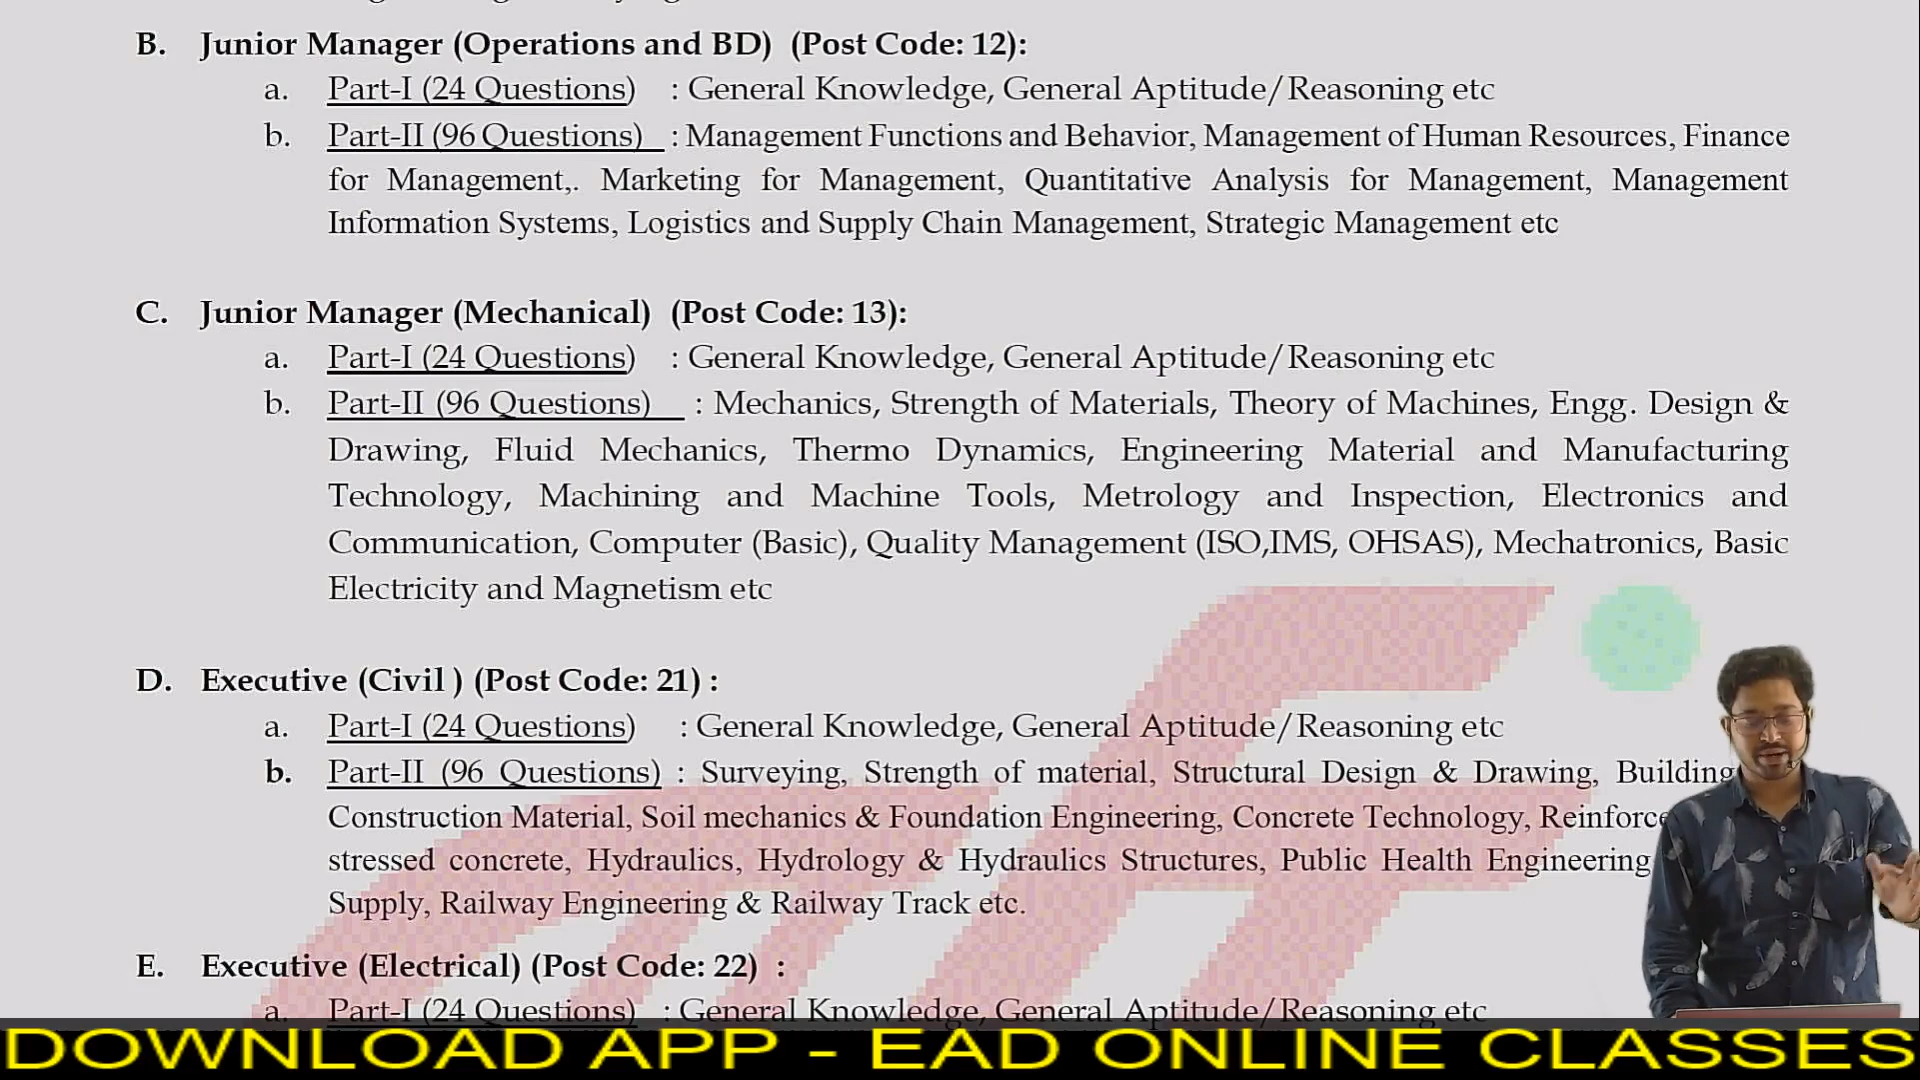 B. Junior Manager (Operations and BD) (Post Code: 12):
a. Part-I (24 Questions) : General Knowledge, General Aptitude/Reasoning etc
b. Part-II (96 Questions) : Management Functions and Behavior, Management of Human Resources, Finance
for Management,. Marketing for Management, Quantitative Analysis for Management, Management
Information Systems, Logistics and Supply Chain Management, Strategic Management etc
C. Junior Manager (Mechanical) (Post Code: 13):
a. Part-I (24 Questions) : General Knowledge, General Aptitude/Reasoning etc
b. Part-II (96 Questions) : Mechanics, Strength of Materials, Theory of Machines, Engg. Design &
Drawing, Fluid Mechanics, Thermo Dynamics, Engineering Material and Manufacturing
Technology, Machining and Machine Tools, Metrology and Inspection, Electronics and
Communication, Computer (Basic), Quality Management (ISO,IMS, OHSAS), Mechatronics, Basic
Electricity and Magnetism etc
D. Executive (Civil ) (Post Code: 21) :
a. Part-I (24 Questions) : General Knowledge, General Aptitude/Reasoning etc
b. Part-II (96 Questions) : Surveying, Strength of material, Structural Design & Drawing, Building
Construction Material, Soil mechanics & Foundation Engineering, Concrete Technology, Reinforce
stressed concrete, Hydraulics, Hydrology & Hydraulics Structures, Public Health Engineering
Supply, Railway Engineering & Railway Track etc.
E. Executive (Electrical) (Post Code: 22) :
a. Part-I (24 Questions) : General Knowledge, General Aptitude/Reasoning etc
DOWNLOAD APP - EAD ONLINE CLASSES